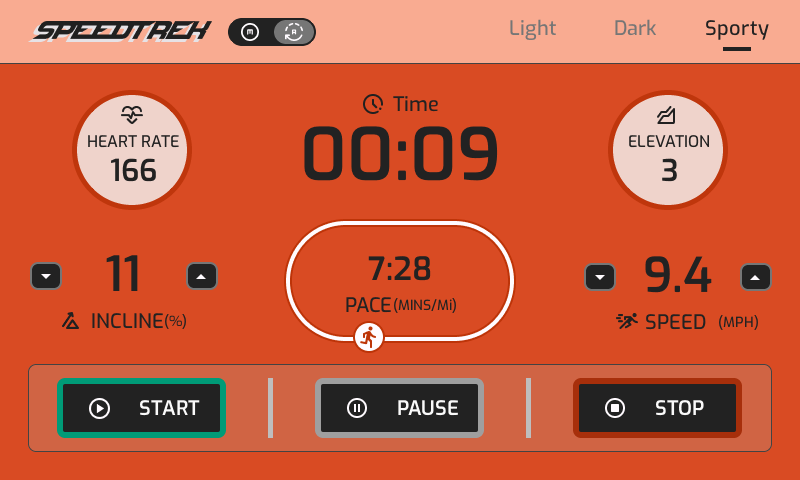 SPEEDTREK
M
A
Light
Dark
Sporty
HEART RATE
166
Time
00:09
ELEVATION
3
11
INCLINE(%)
7:28
PACE(MINS/Mi)
9.4
SPEED (MPH)
START
PAUSE
STOP